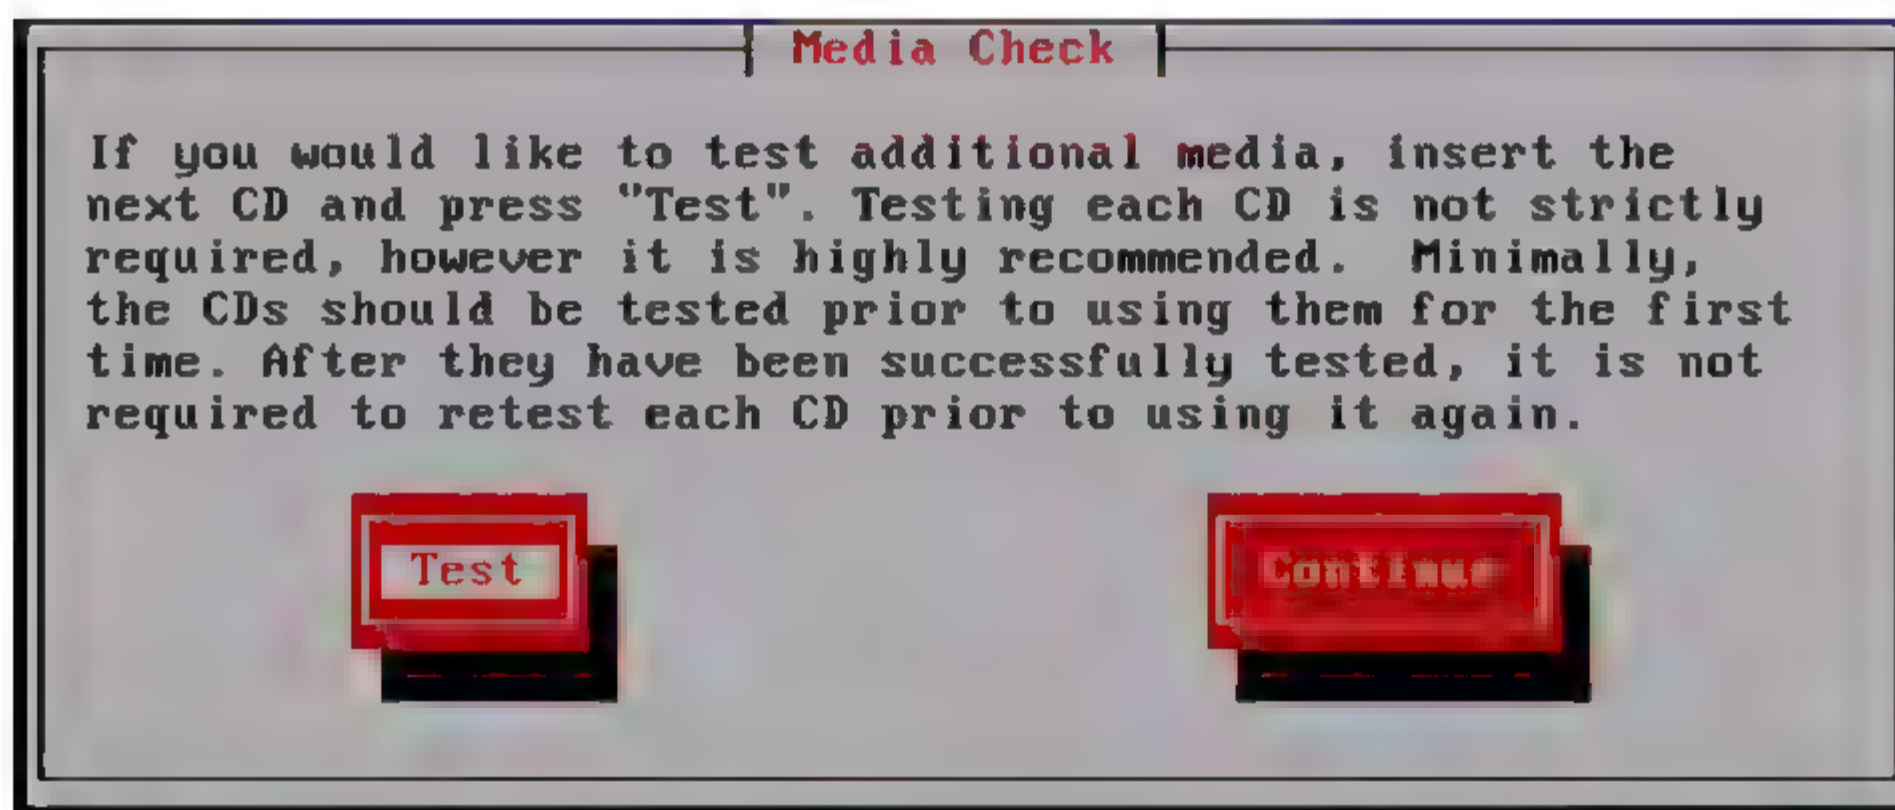 Media Check
If you would like to test additional media, insert the
next CD and press "Test". Testing each CD is not strictly
required, however it is highly recommended.  Minimally,
the CDs should be tested prior to using them for the first
time. After they have been successfully tested, it is not
required to retest each CD prior to using it again.
Test
Continue